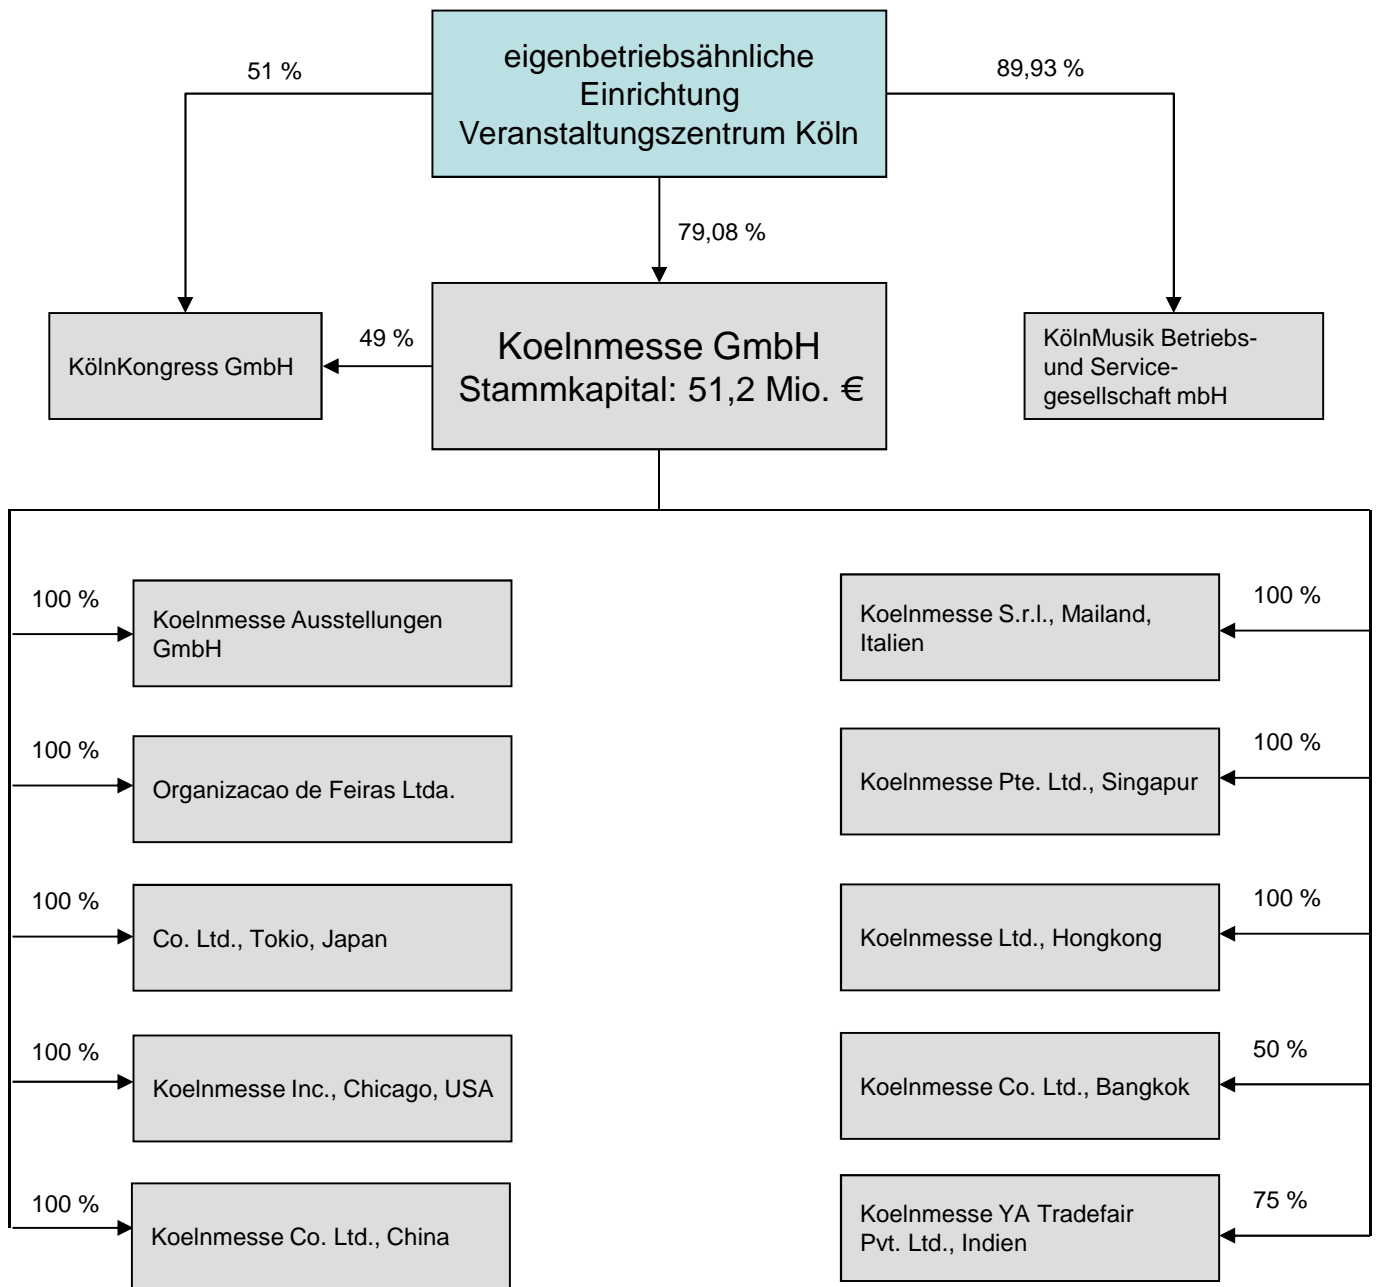 eigenbetriebsähnliche
Einrichtung
Veranstaltungszentrum Köln
51 %
89,93 %
79,08 %
KölnKongress GmbH
49 %
Koelnmesse GmbH
Stammkapital: 51,2 Mio. €
KölnMusik Betriebs-
und Service-
gesellschaft mbH
100 %
Koelnmesse Ausstellungen
GmbH
100 %
Organizacao de Feiras Ltda.
100 %
Co. Ltd., Tokio, Japan
100 %
Koelnmesse Inc., Chicago, USA
100 %
Koelnmesse Co. Ltd., China
Koelnmesse S.r.l., Mailand,
Italien
100 %
Koelnmesse Pte. Ltd., Singapur
100 %
Koelnmesse Ltd., Hongkong
100 %
Koelnmesse Co. Ltd., Bangkok
50 %
Koelnmesse YA Tradefair
Pvt. Ltd., Indien
75 %